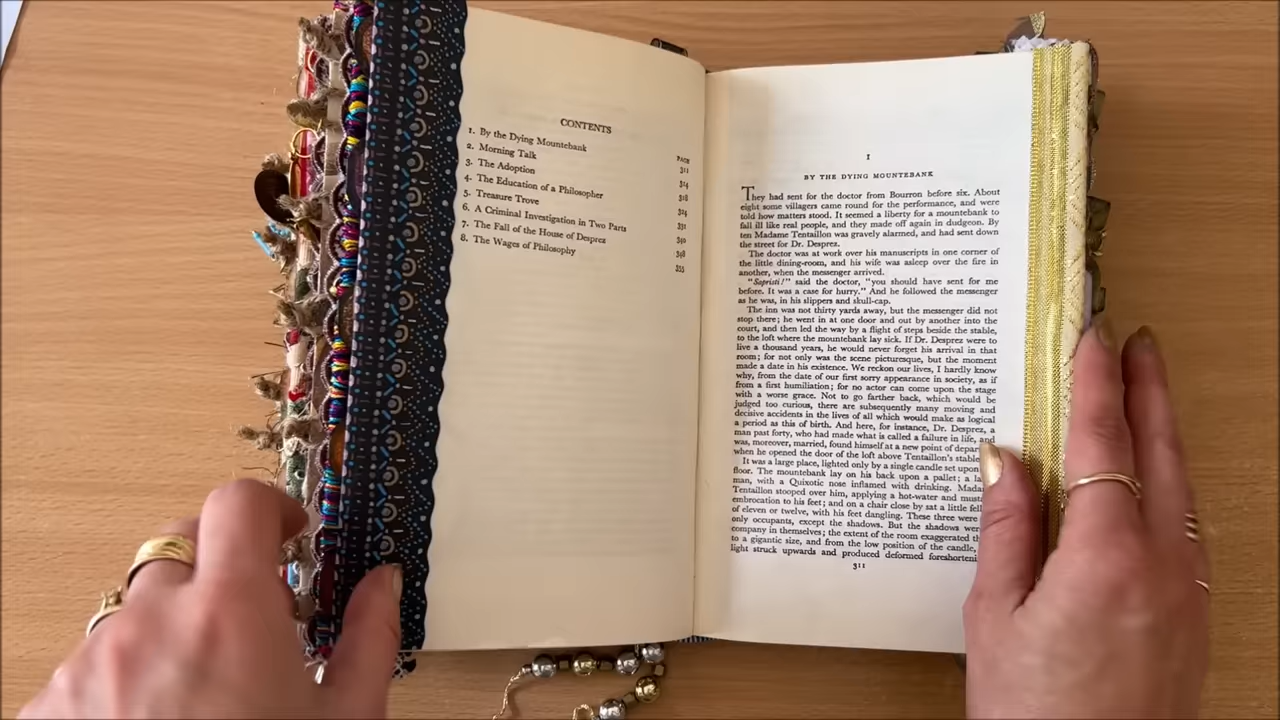 CONTENTS
PAGE
1. By the Dying Mountebank 311
2. Morning Talk 314
3. The Adoption 318
4. The Education of a Philosopher 324
5. Treasure Trove 331
6. A Criminal Investigation in Two Parts 340
7. The Fall of the House of Desprez 348
8. The Wages of Philosophy 355
I
BY THE DYING MOUNTEBANK
They had sent for the doctor from Bourron before six. About
eight some villagers came round for the performance, and were
told how matters stood. It seemed a liberty for a mountebank to
fall ill like real people, and they made off again in dudgeon. By
ten Madame Tentaillon was gravely alarmed, and had sent down
the street for Dr. Desprez.
The doctor was at work over his manuscripts in one corner of
the little dining-room, and his wife was asleep over the fire in
another, when the messenger arrived.
"Sapristi!" said the doctor, "you should have sent for me
before. It was a case for hurry." And he followed the messenger
as he was, in his slippers and skull-cap.
The inn was not thirty yards away, but the messenger did not
stop there; he went in at one door and out by another into the
court, and then led the way by a flight of steps beside the stable,
to the loft where the mountebank lay sick. If Dr. Desprez were to
live a thousand years, he would never forget his arrival in that
room; for not only was the scene picturesque, but the moment
made a date in his existence. We reckon our lives, I hardly know
why, from the date of our first sorry appearance in society, as if
from a first humiliation; for no actor can come upon the stage
with a worse grace. Not to go farther back, which would be
judged too curious, there are subsequently many moving and
decisive accidents in the lives of all which would make as logical
a period as this of birth. And here, for instance, Dr. Desprez, a
man past forty, who had made what is called a failure in life, and
was, moreover, married, found himself at a new point of depar
when he opened the door of the loft above Tentaillon's stable
It was a large place, lighted only by a single candle set upon
floor. The mountebank lay on his back upon a pallet; a la
man, with a Quixotic nose inflamed with drinking. Mada
Tentaillon stooped over him, applying a hot-water and musta
embrocation to his feet; and on a chair close by sat a little fell
of eleven or twelve, with his feet dangling. These three were
only occupants, except the shadows. But the shadows were
company in themselves; the extent of the room exaggerated th
to a gigantic size, and from the low position of the candle,
light struck upwards and produced deformed foreshorteni
311